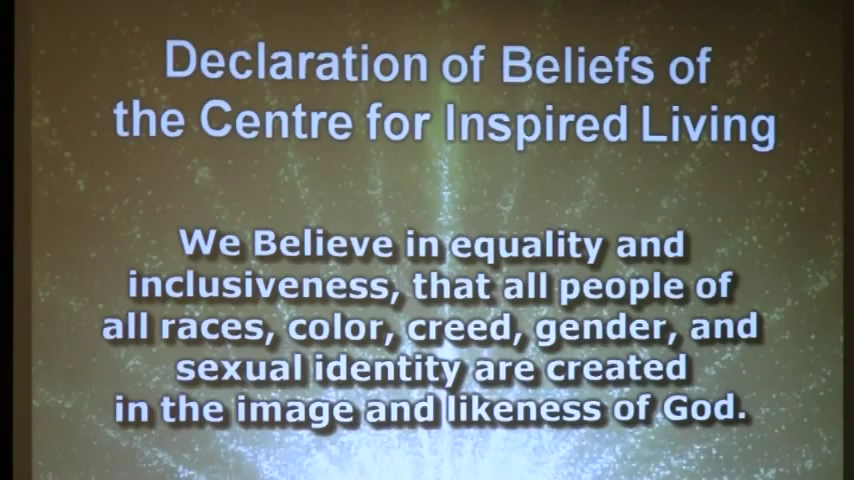 Declaration of Beliefs of
the Centre for Inspired Living
We Believe in equality and
inclusiveness, that all people of
all races, color, creed, gender, and
sexual identity are created
in the image and likeness of God.